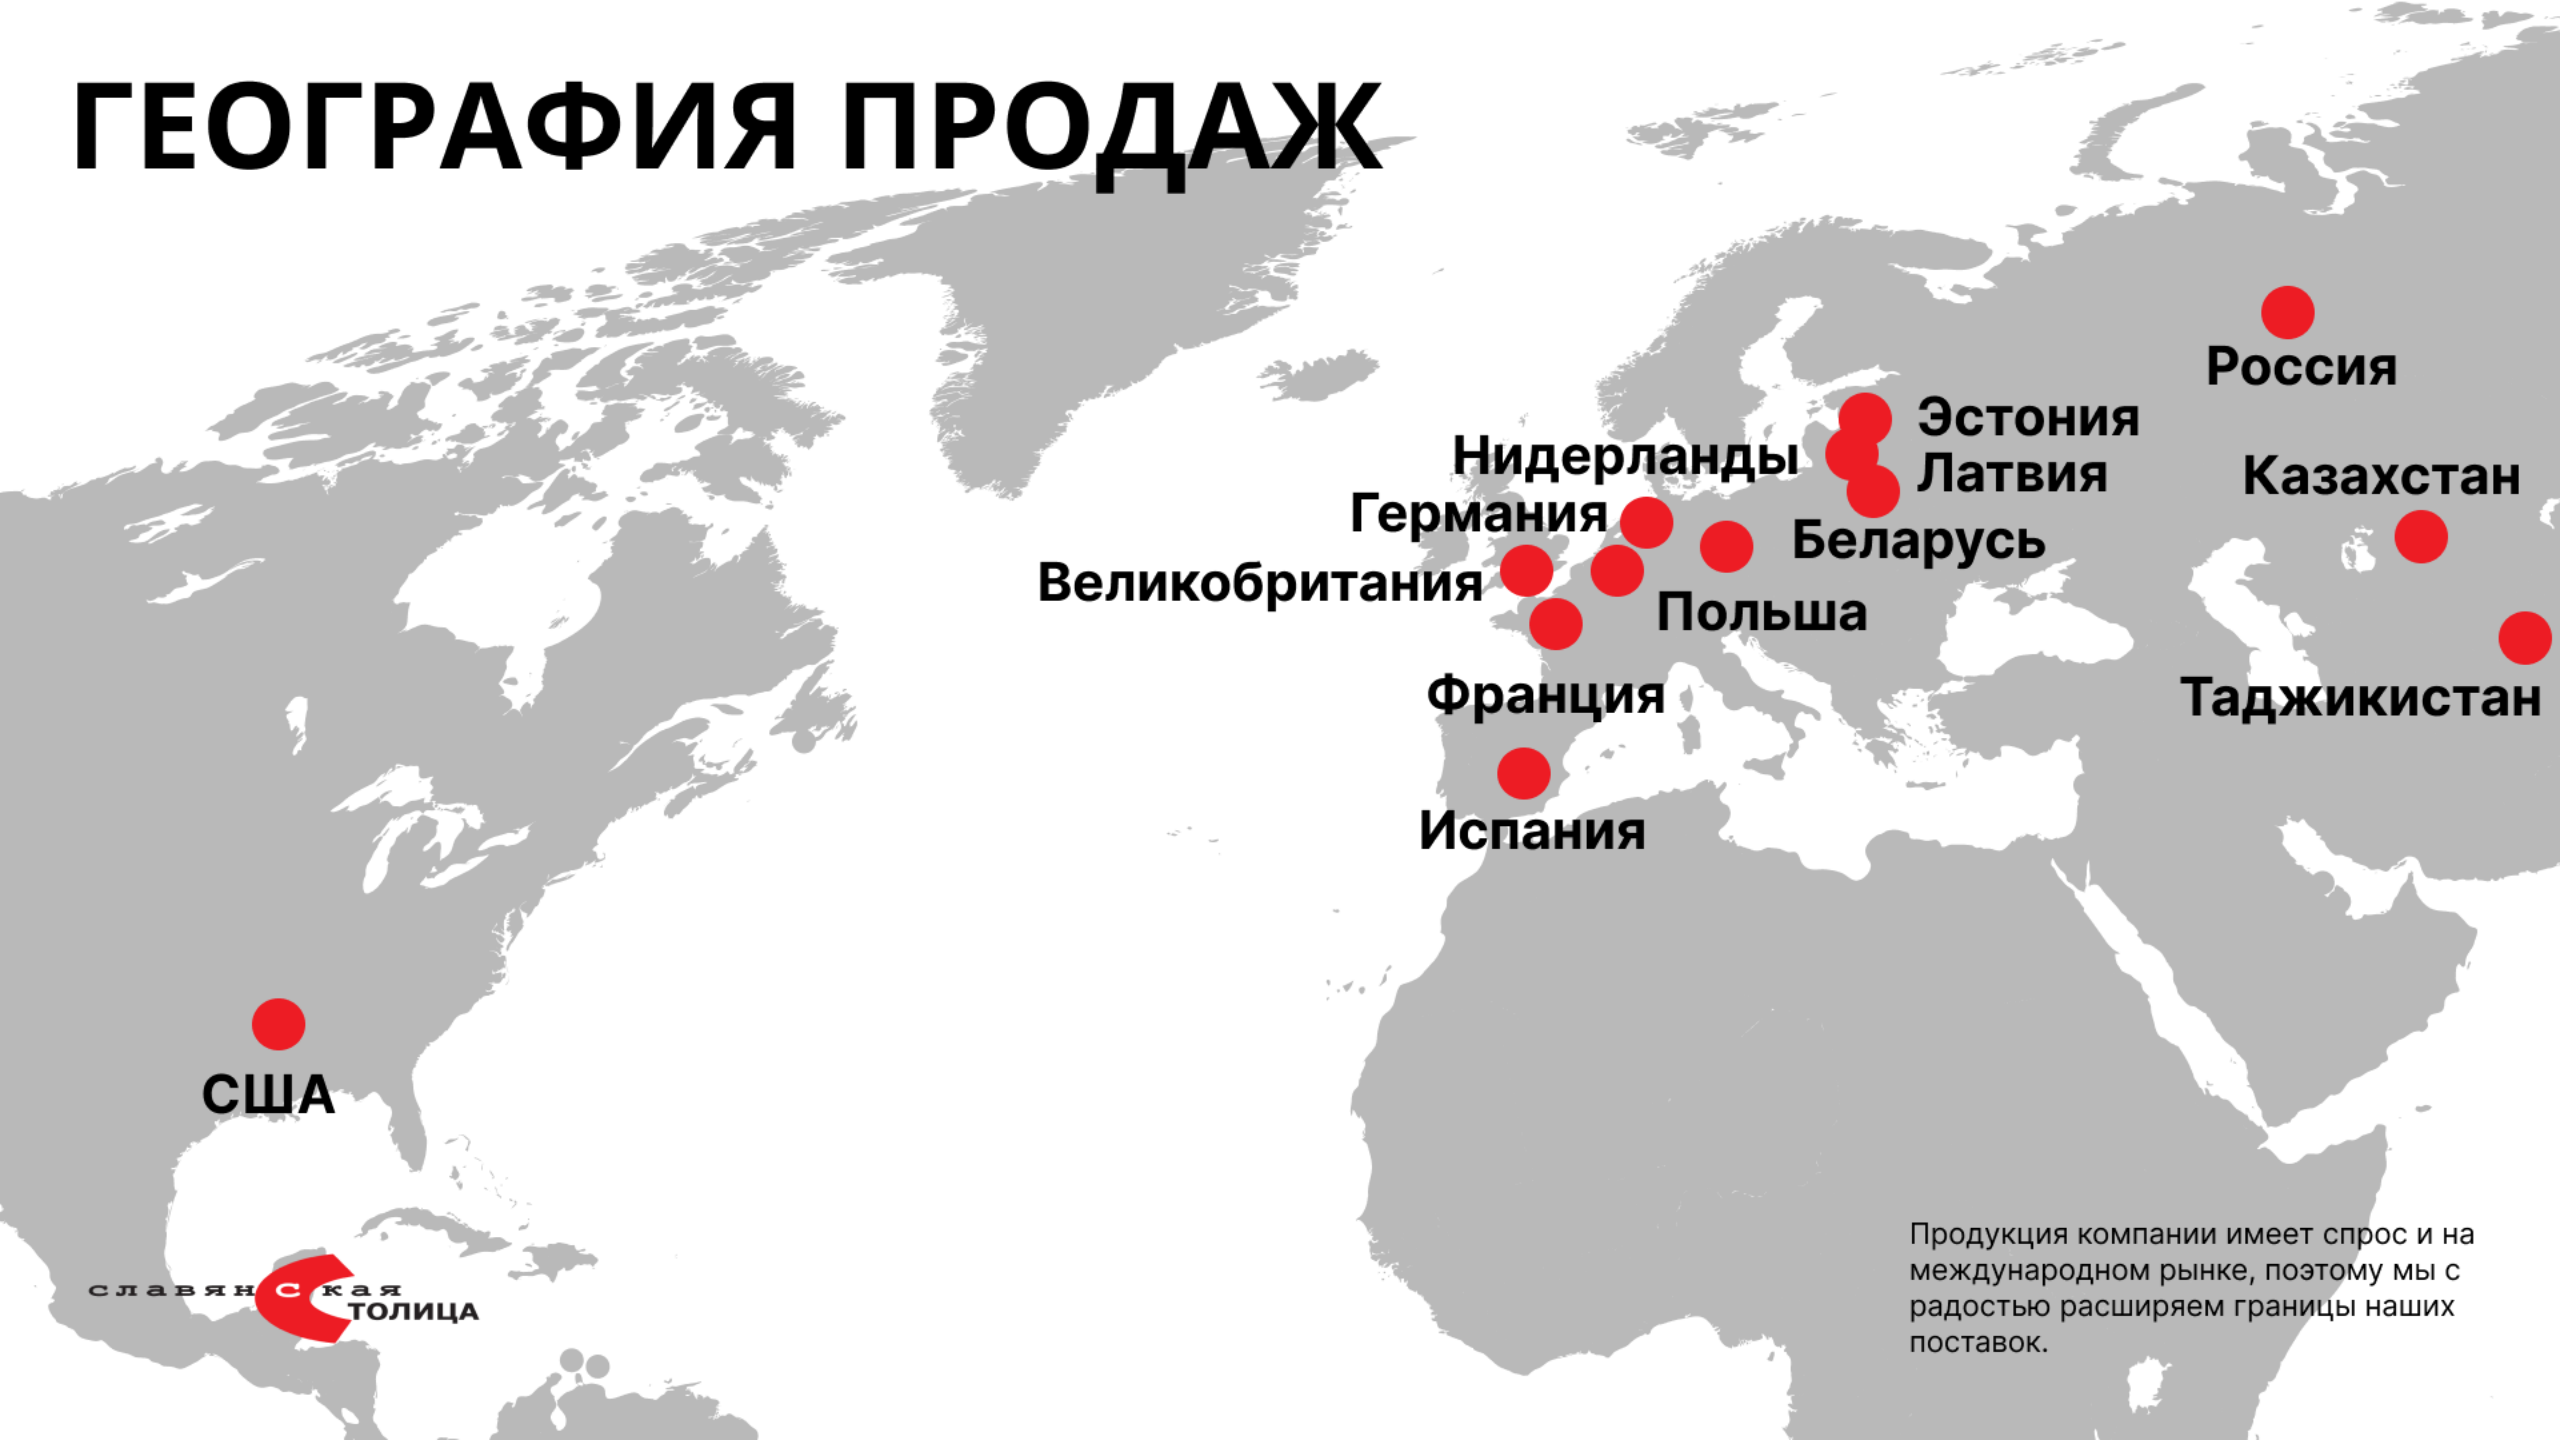 ГЕОГРАФИЯ ПРОДАЖ
Россия
Эстония
Нидерланды
Латвия
Казахстан
Германия
Беларусь
Великобритания
Польша
Франция
Таджикистан
Испания
США
Продукция компании имеет спрос и на
международном рынке, поэтому мы с
радостью расширяем границы наших
поставок.
славянская
толица